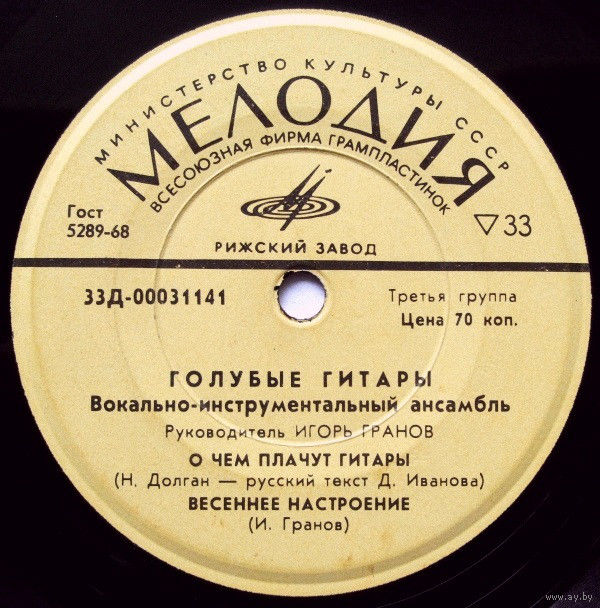 МИНИСТЕРСТВО КУЛЬТУРЫ СССР
МЕЛОДИЯ
ВСЕСОЮЗНАЯ ФИРМА ГРАМПЛАСТИНОК
Гост
5289-68
▽33
РИЖСКИЙ ЗАВОД
33Д-00031141
Третья группа
Цена 70 коп.
ГОЛУБЫЕ ГИТАРЫ
Вокально-инструментальный ансамбль
Руководитель ИГОРЬ ГРАНОВ
О ЧЕМ ПЛАЧУТ ГИТАРЫ
(Н. Долган — русский текст Д. Иванова)
ВЕСЕННЕЕ НАСТРОЕНИЕ
(И. Гранов)
www.ay.by